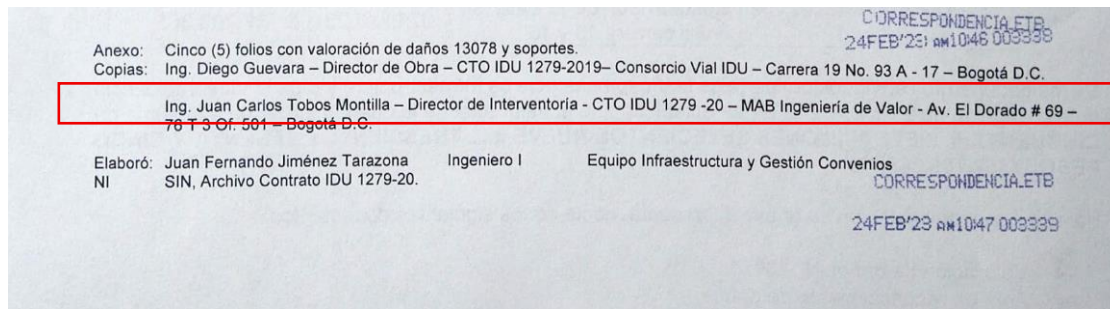 CORRESPONDENCIA_ETB
24FEB'23 AM10:46 003338
Anexo: Cinco (5) folios con valoración de daños 13078 y soportes.
Copias: Ing. Diego Guevara – Director de Obra – CTO IDU 1279-2019– Consorcio Vial IDU – Carrera 19 No. 93 A - 17 – Bogotá D.C.
Ing. Juan Carlos Tobos Montilla – Director de Interventoría - CTO IDU 1279 -20 – MAB Ingeniería de Valor - Av. El Dorado # 69 –
76 T 3 Of. 501 – Bogotá D.C.
Elaboró: Juan Fernando Jiménez Tarazona Ingeniero I Equipo Infraestructura y Gestión Convenios
NI SIN, Archivo Contrato IDU 1279-20.
CORRESPONDENCIA_ETB
24FEB'23 AM10:47 003339